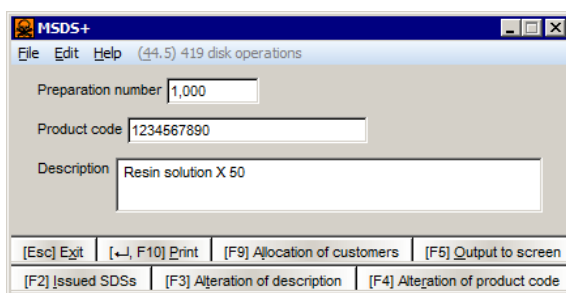 MSDS+
File Edit Help (44.5) 419 disk operations
Preparation number 1,000
Product code 1234567890
Description Resin solution X 50
[Esc] Exit [↵, F10] Print [F9] Allocation of customers [F5] Output to screen
[F2] Issued SDSs [F3] Alteration of description [F4] Alteration of product code